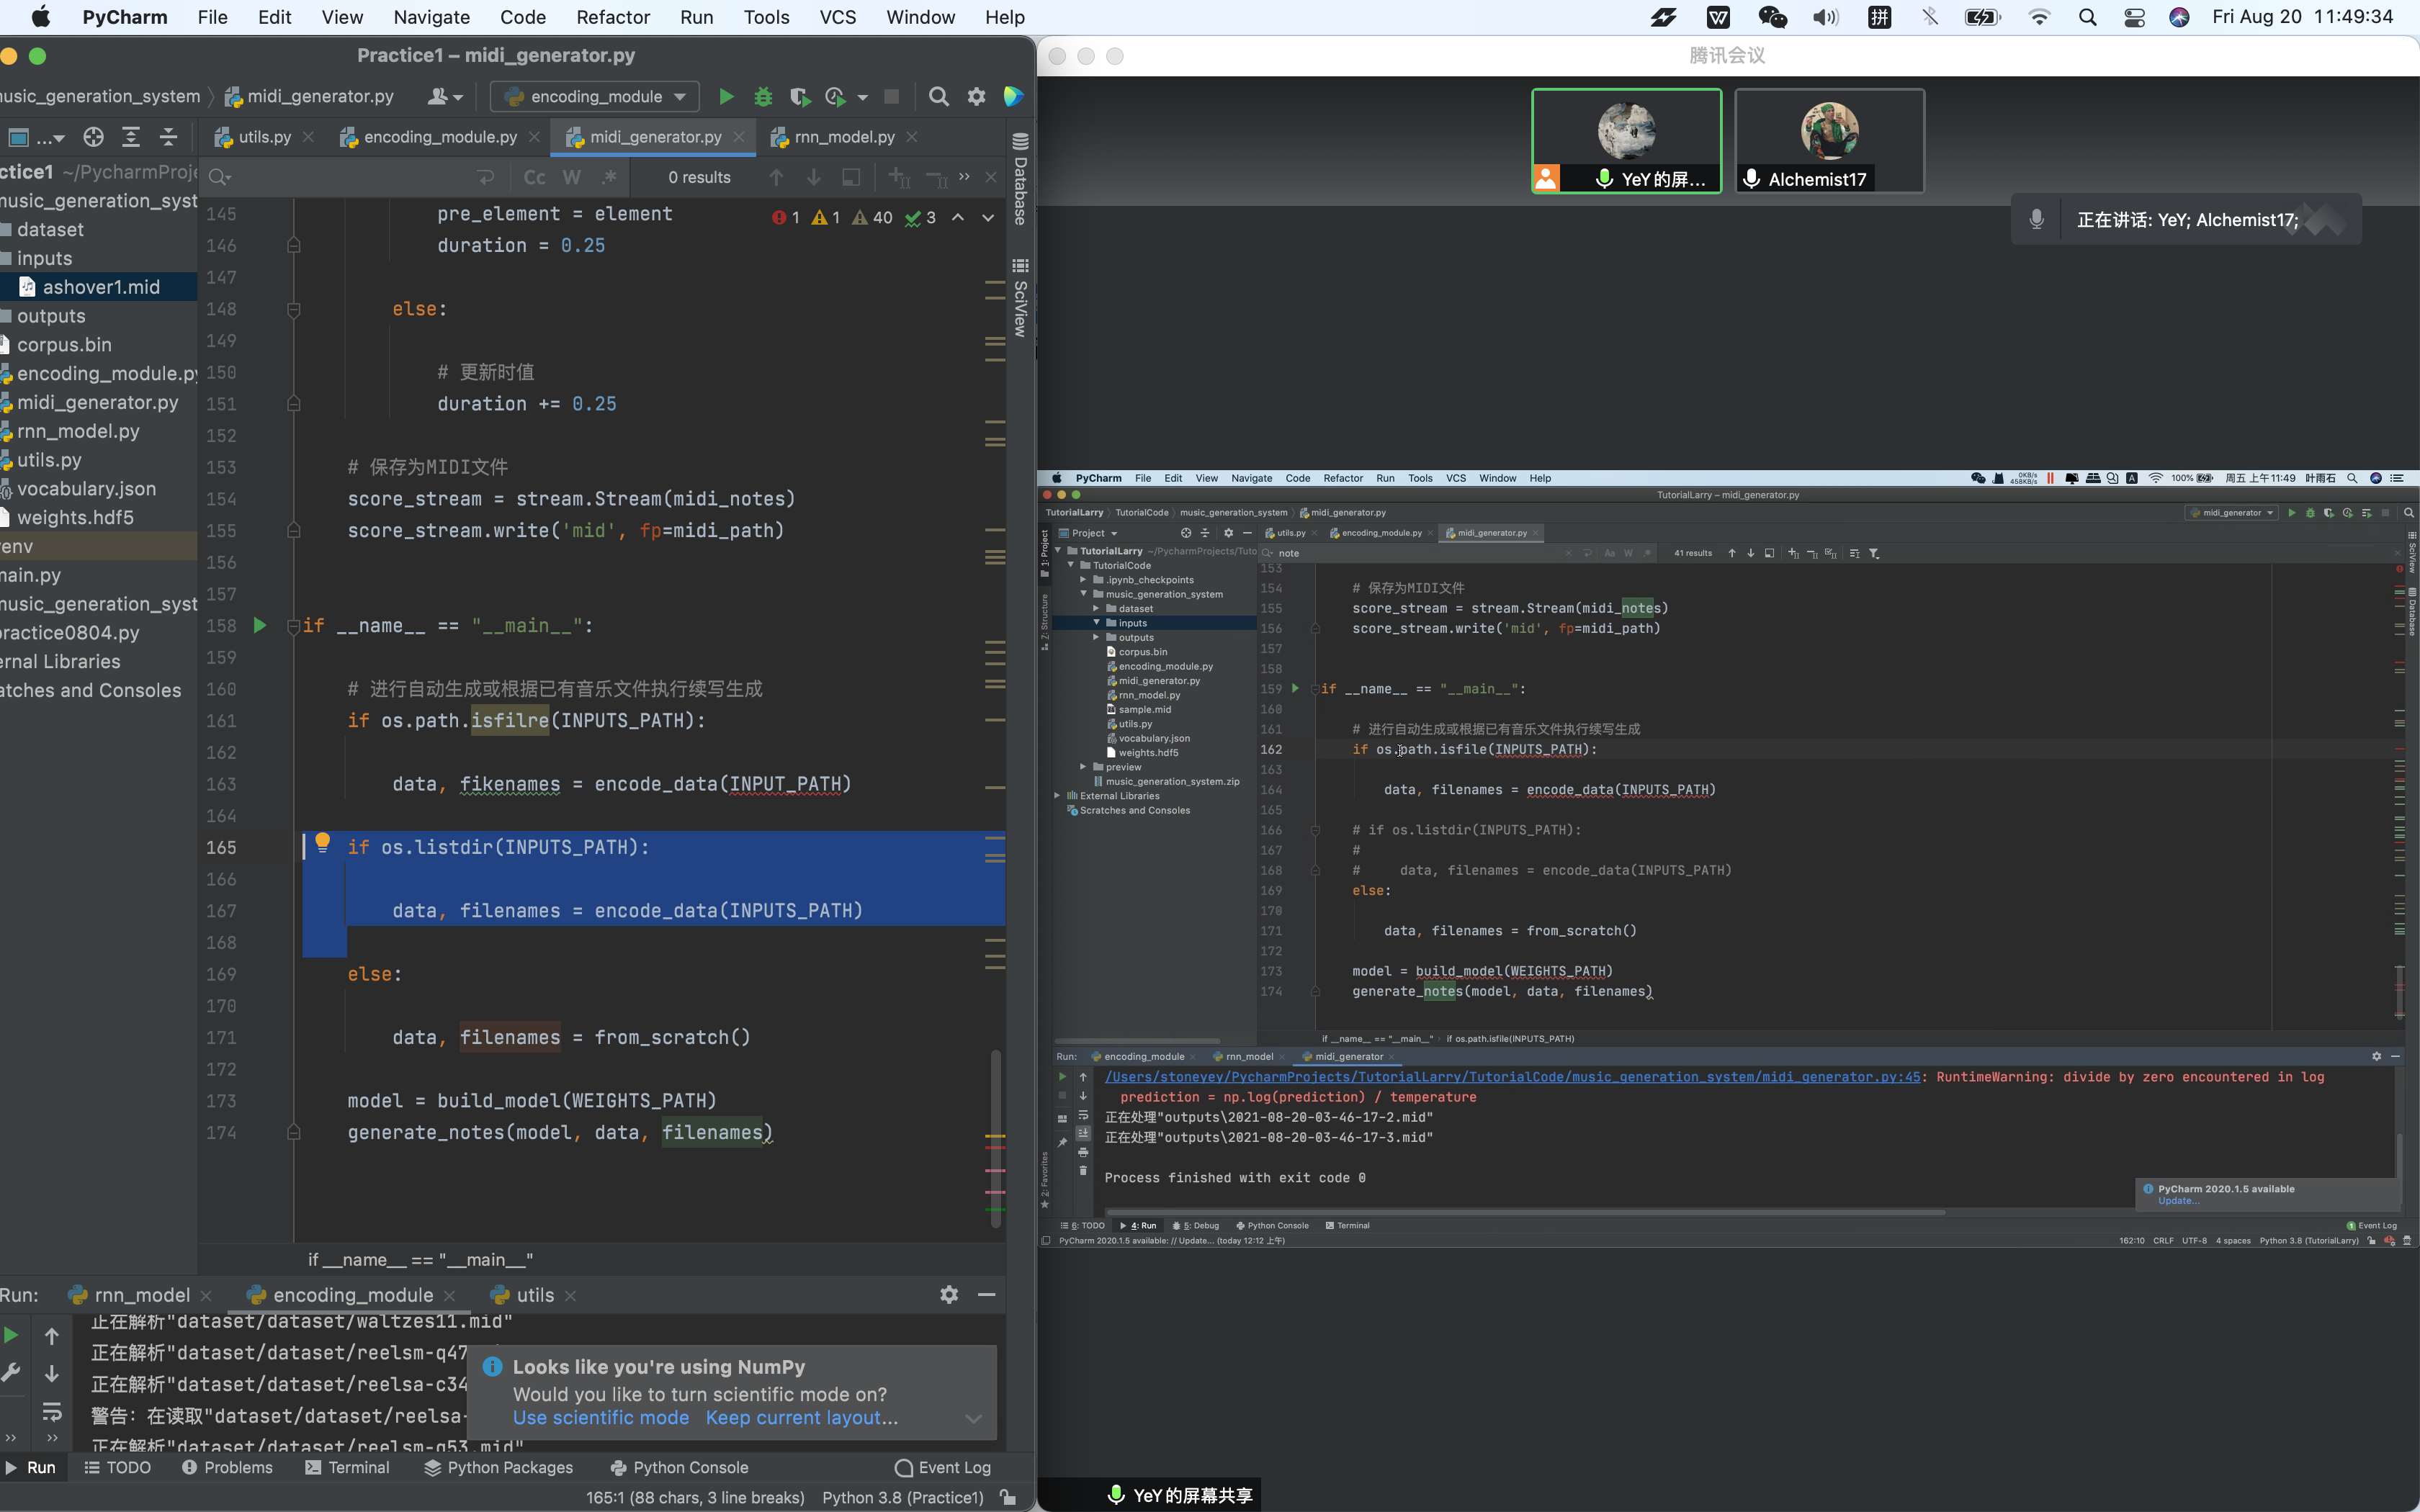 PyCharm File Edit View Navigate Code Refactor Run Tools VCS Window Help
Fri Aug 20 11:49:34
Practice1 – midi_generator.py
usic_generation_system midi_generator.py
encoding_module
utils.py encoding_module.py midi_generator.py rnn_model.py
Cc W .* 0 results
1 1 40 3
Database
SciView
ctice1 ~/PycharmProje
usic_generation_syst
dataset
inputs
ashover1.mid
outputs
corpus.bin
encoding_module.py
midi_generator.py
rnn_model.py
utils.py
vocabulary.json
weights.hdf5
env
ain.py
usic_generation_syst
ractice0804.py
ernal Libraries
atches and Consoles
145 pre_element = element
146 duration = 0.25
147
148 else:
149
150 # 更新时值
151 duration += 0.25
152
153 # 保存为MIDI文件
154 score_stream = stream.Stream(midi_notes)
155 score_stream.write('mid', fp=midi_path)
156
157
158 if __name__ == "__main__":
159
160 # 进行自动生成或根据已有音乐文件执行续写生成
161 if os.path.isfilre(INPUTS_PATH):
162
163 data, fikenames = encode_data(INPUT_PATH)
164
165 if os.listdir(INPUTS_PATH):
166
167 data, filenames = encode_data(INPUTS_PATH)
168
169 else:
170
171 data, filenames = from_scratch()
172
173 model = build_model(WEIGHTS_PATH)
174 generate_notes(model, data, filenames)
if __name__ == "__main__"
Run: rnn_model encoding_module utils
正在解析"dataset/dataset/waltzes11.mid"
正在解析"dataset/dataset/reelsm-q47
正在解析"dataset/dataset/reelsa-c34
警告: 在读取"dataset/dataset/reelsa-
正在解析"dataset/dataset/reelsm-q53.mid"
Looks like you're using NumPy
Would you like to turn scientific mode on?
Use scientific mode Keep current layout...
Run TODO Problems Terminal Python Packages Python Console Event Log
165:1 (88 chars, 3 line breaks) Python 3.8 (Practice1)
腾讯会议
YeY的屏...
Alchemist17
正在讲话: YeY; Alchemist17;
PyCharm File Edit View Navigate Code Refactor Run Tools VCS Window Help
0KB/s
458KB/s
100%
周五 上午11:49 叶雨石
TutorialLarry – midi_generator.py
TutorialLarry TutorialCode music_generation_system midi_generator.py
midi_generator
Project
utils.py encoding_module.py midi_generator.py
note
Aa W .* 41 results
1: Project
Z: Structure
2: Favorites
SciView
Database
TutorialLarry ~/PycharmProjects/Tuto
TutorialCode
.ipynb_checkpoints
music_generation_system
dataset
inputs
outputs
corpus.bin
encoding_module.py
midi_generator.py
rnn_model.py
sample.mid
utils.py
vocabulary.json
weights.hdf5
preview
music_generation_system.zip
External Libraries
Scratches and Consoles
153
154 # 保存为MIDI文件
155 score_stream = stream.Stream(midi_notes)
156 score_stream.write('mid', fp=midi_path)
157
158
159 if __name__ == "__main__":
160
161 # 进行自动生成或根据已有音乐文件执行续写生成
162 if os.path.isfile(INPUTS_PATH):
163
164 data, filenames = encode_data(INPUTS_PATH)
165
166 # if os.listdir(INPUTS_PATH):
167 #
168 # data, filenames = encode_data(INPUTS_PATH)
169 else:
170
171 data, filenames = from_scratch()
172
173 model = build_model(WEIGHTS_PATH)
174 generate_notes(model, data, filenames)
if __name__ == "__main__" if os.path.isfile(INPUTS_PATH)
Run: encoding_module rnn_model midi_generator
/Users/stoneyey/PycharmProjects/TutorialLarry/TutorialCode/music_generation_system/midi_generator.py:45: RuntimeWarning: divide by zero encountered in log
prediction = np.log(prediction) / temperature
正在处理"outputs\2021-08-20-03-46-17-2.mid"
正在处理"outputs\2021-08-20-03-46-17-3.mid"
Process finished with exit code 0
PyCharm 2020.1.5 available
Update...
6: TODO 4: Run 5: Debug Python Console Terminal
1 Event Log
PyCharm 2020.1.5 available: // Update... (today 12:12 上午)
162:10 CRLF UTF-8 4 spaces Python 3.8 (TutorialLarry)
YeY的屏幕共享